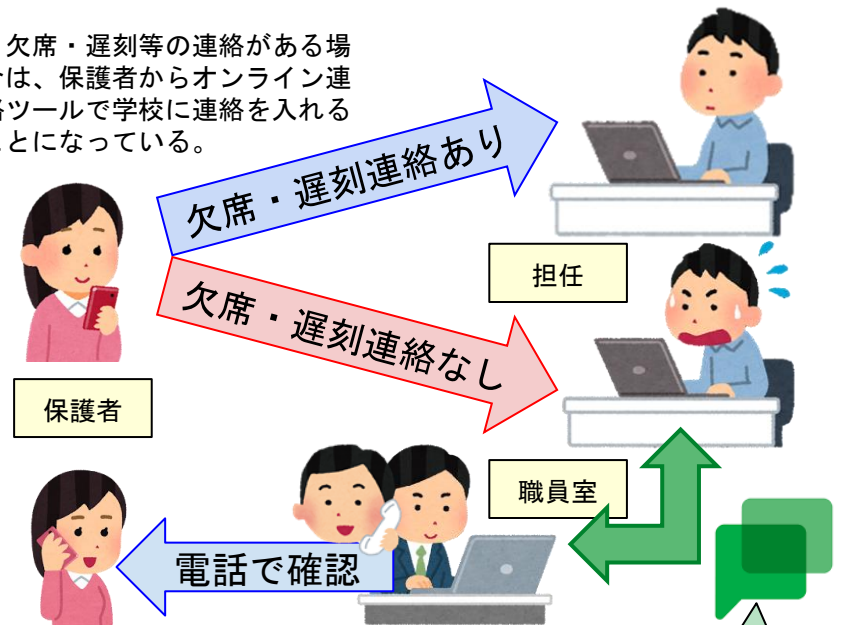 欠席・遅刻等の連絡がある場
は、保護者からオンライン連
ツールで学校に連絡を入れる
とになっている。
欠席・遅刻連絡あり
担任
欠席・遅刻連絡なし
保護者
職員室
電話で確認